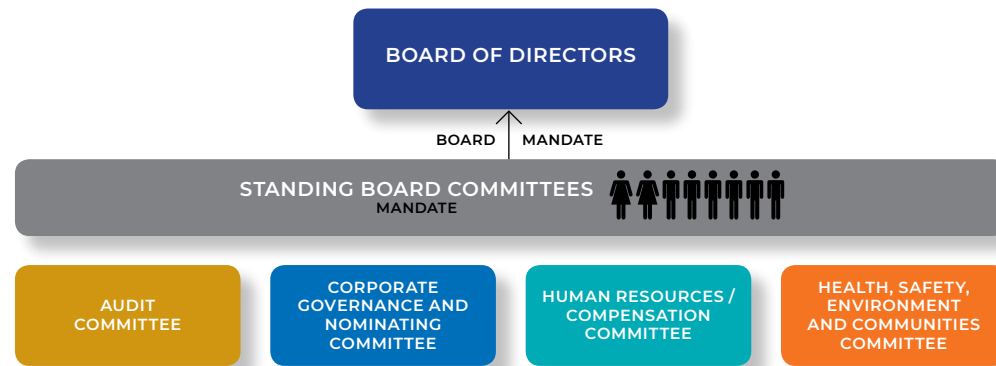 BOARD OF DIRECTORS
BOARD MANDATE
STANDING BOARD COMMITTEES
MANDATE
AUDIT
COMMITTEE
CORPORATE
GOVERNANCE AND
NOMINATING
COMMITTEE
HUMAN RESOURCES /
COMPENSATION
COMMITTEE
HEALTH, SAFETY,
ENVIRONMENT
AND COMMUNITIES
COMMITTEE